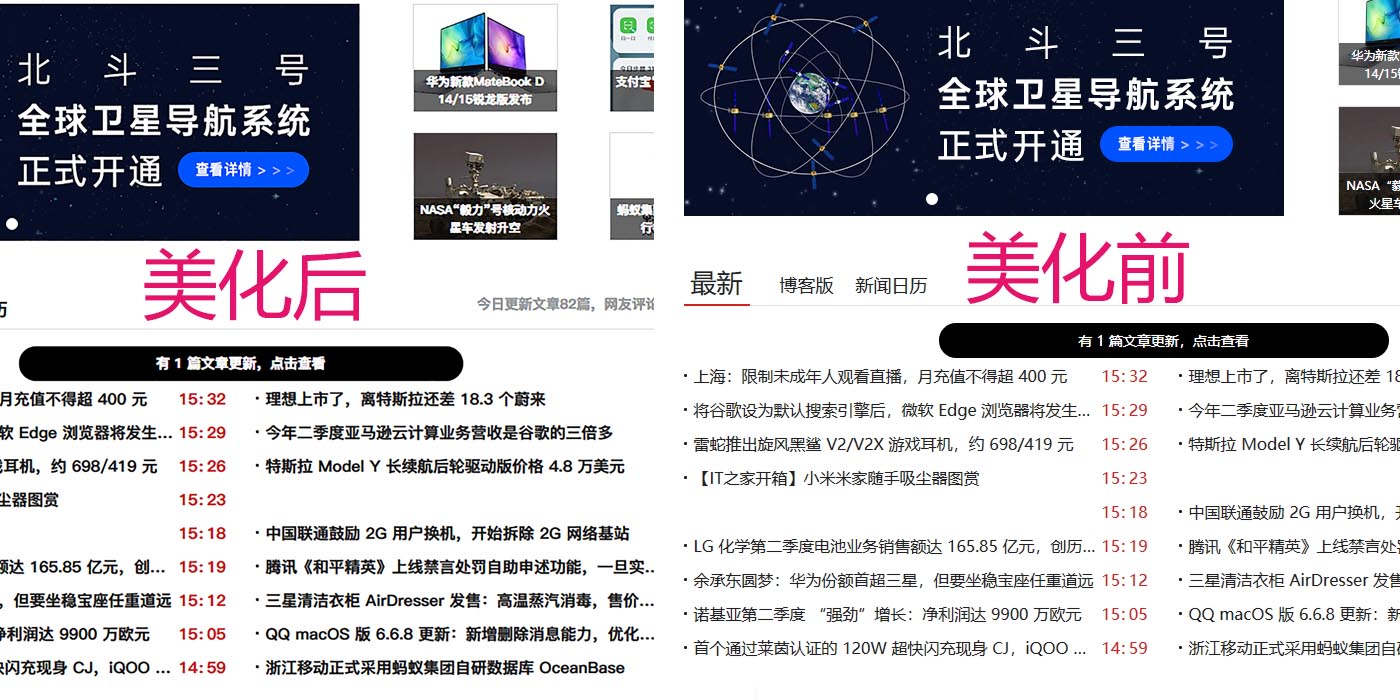 北斗三号
全球卫星导航系统
正式开通
查看详情 > > >
华为新款MateBook D
14/15锐龙版发布
支付宝
NASA“毅力”号核动力火
星车发射升空
蚂蚁集
行
美化后
历
今日更新文章82篇，网友评论
有 1 篇文章更新，点击查看
月充值不得超 400 元 15:32
· 理想上市了，离特斯拉还差 18.3 个蔚来
软 Edge 浏览器将发生... 15:29
· 今年二季度亚马逊云计算业务营收是谷歌的三倍多
戏耳机，约 698/419 元 15:26
· 特斯拉 Model Y 长续航后轮驱动版价格 4.8 万美元
尘器图赏 15:23
15:18
· 中国联通鼓励 2G 用户换机，开始拆除 2G 网络基站
额达 165.85 亿元，创... 15:19
· 腾讯《和平精英》上线禁言处罚自助申述功能，一旦实...
，但要坐稳宝座任重道远 15:12
· 三星清洁衣柜 AirDresser 发售：高温蒸汽消毒，售价...
净利润达 9900 万欧元 15:05
· QQ macOS 版 6.6.8 更新：新增删除消息能力，优化...
快闪充现身 CJ，iQOO ... 14:59
· 浙江移动正式采用蚂蚁集团自研数据库 OceanBase
北斗三号
全球卫星导航系统
正式开通
查看详情 > > >
华为新款
14/15锐
NASA“毅
火星车
美化前
最新
博客版
新闻日历
有 1 篇文章更新，点击查看
· 上海：限制未成年人观看直播，月充值不得超 400 元 15:32
· 理想上市了，离特斯拉还差 18
· 将谷歌设为默认搜索引擎后，微软 Edge 浏览器将发生... 15:29
· 今年二季度亚马逊云计算业务营
· 雷蛇推出旋风黑鲨 V2/V2X 游戏耳机，约 698/419 元 15:26
· 特斯拉 Model Y 长续航后轮驱
· 【IT之家开箱】小米米家随手吸尘器图赏 15:23
15:18
· 中国联通鼓励 2G 用户换机，开
· LG 化学第二季度电池业务销售额达 165.85 亿元，创历... 15:19
· 腾讯《和平精英》上线禁言处
· 余承东圆梦：华为份额首超三星，但要坐稳宝座任重道远 15:12
· 三星清洁衣柜 AirDresser 发售
· 诺基亚第二季度 “强劲”增长：净利润达 9900 万欧元 15:05
· QQ macOS 版 6.6.8 更新：新
· 首个通过莱茵认证的 120W 超快闪充现身 CJ，iQOO ... 14:59
· 浙江移动正式采用蚂蚁集团自研